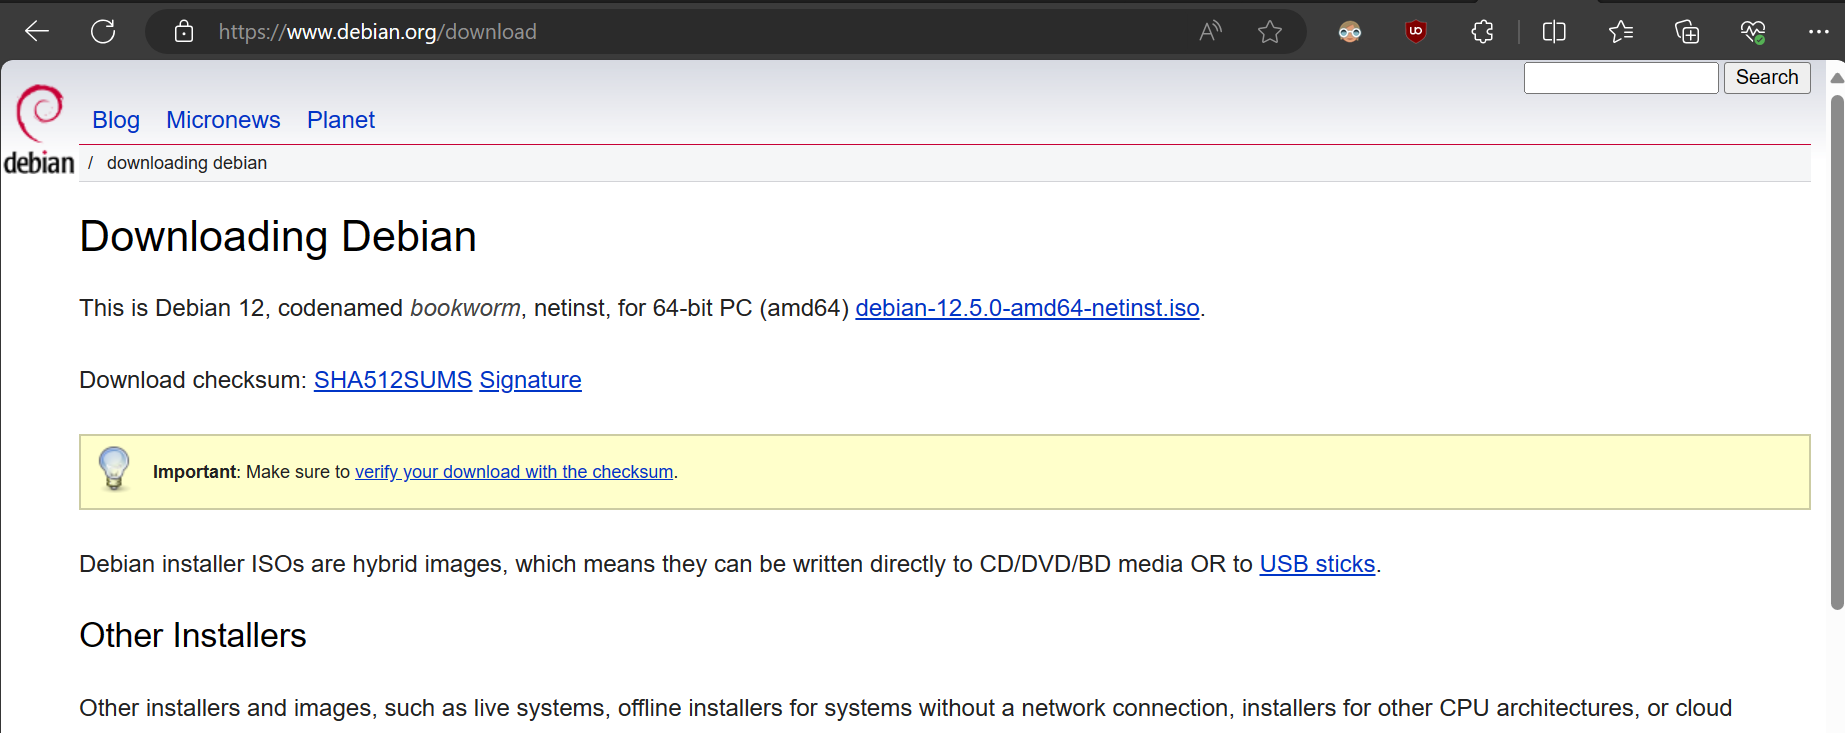 https://www.debian.org/download
Search
debian
Blog Micronews Planet
/ downloading debian
Downloading Debian
This is Debian 12, codenamed bookworm, netinst, for 64-bit PC (amd64) debian-12.5.0-amd64-netinst.iso.
Download checksum: SHA512SUMS Signature
Important: Make sure to verify your download with the checksum.
Debian installer ISOs are hybrid images, which means they can be written directly to CD/DVD/BD media OR to USB sticks.
Other Installers
Other installers and images, such as live systems, offline installers for systems without a network connection, installers for other CPU architectures, or cloud